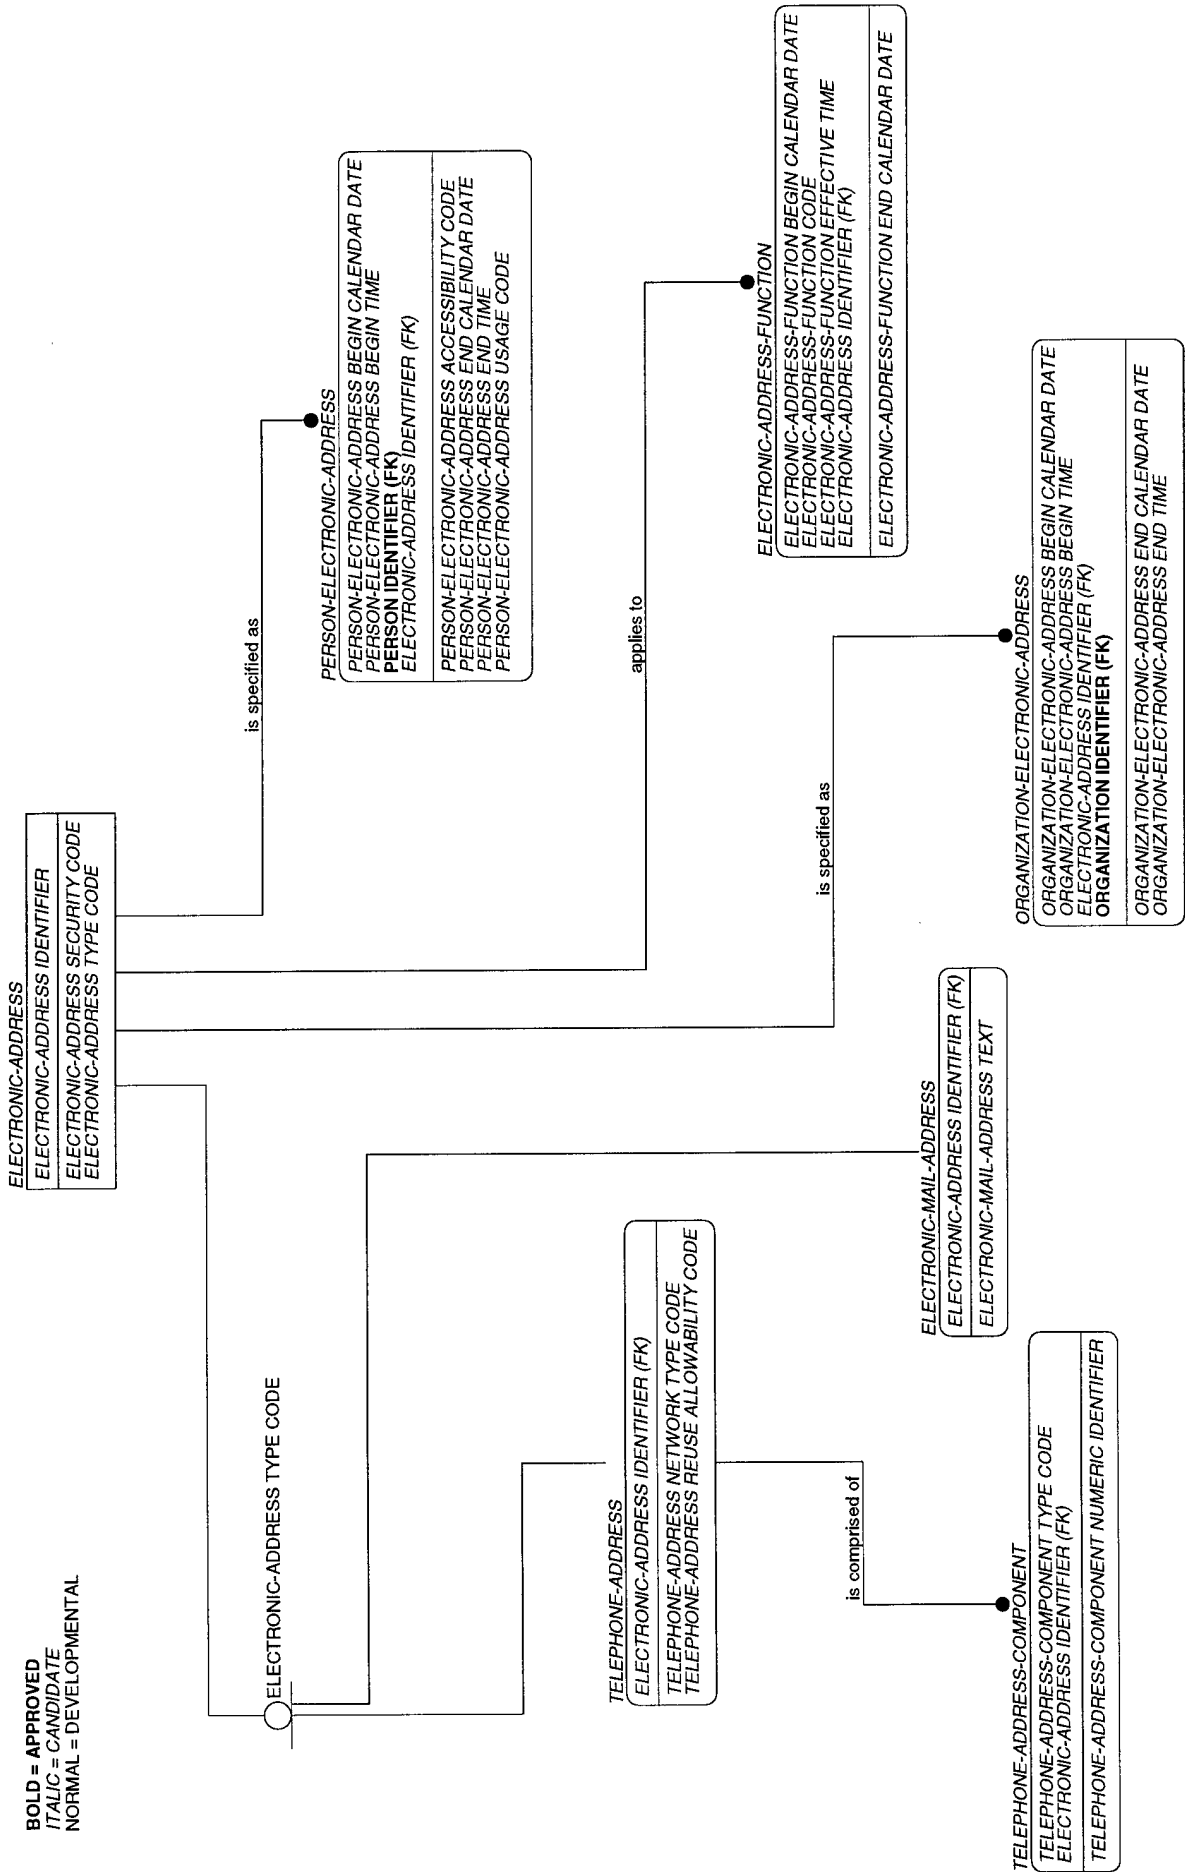 BOLD = APPROVED
ITALIC = CANDIDATE
NORMAL = DEVELOPMENTAL
ELECTRONIC-ADDRESS
ELECTRONIC-ADDRESS IDENTIFIER
ELECTRONIC-ADDRESS SECURITY CODE
ELECTRONIC-ADDRESS TYPE CODE
ELECTRONIC-ADDRESS TYPE CODE
is specified as
PERSON-ELECTRONIC-ADDRESS
PERSON-ELECTRONIC-ADDRESS BEGIN CALENDAR DATE
PERSON-ELECTRONIC-ADDRESS BEGIN TIME
PERSON IDENTIFIER (FK)
ELECTRONIC-ADDRESS IDENTIFIER (FK)
PERSON-ELECTRONIC-ADDRESS ACCESSIBILITY CODE
PERSON-ELECTRONIC-ADDRESS END CALENDAR DATE
PERSON-ELECTRONIC-ADDRESS END TIME
PERSON-ELECTRONIC-ADDRESS USAGE CODE
TELEPHONE-ADDRESS
ELECTRONIC-ADDRESS IDENTIFIER (FK)
TELEPHONE-ADDRESS NETWORK TYPE CODE
TELEPHONE-ADDRESS REUSE ALLOWABILITY CODE
applies to
ELECTRONIC-ADDRESS-FUNCTION
ELECTRONIC-ADDRESS-FUNCTION BEGIN CALENDAR DATE
ELECTRONIC-ADDRESS-FUNCTION CODE
ELECTRONIC-ADDRESS-FUNCTION EFFECTIVE TIME
ELECTRONIC-ADDRESS IDENTIFIER (FK)
ELECTRONIC-ADDRESS-FUNCTION END CALENDAR DATE
is comprised of
is specified as
ELECTRONIC-MAIL-ADDRESS
ELECTRONIC-ADDRESS IDENTIFIER (FK)
ELECTRONIC-MAIL-ADDRESS TEXT
TELEPHONE-ADDRESS-COMPONENT
TELEPHONE-ADDRESS-COMPONENT TYPE CODE
ELECTRONIC-ADDRESS IDENTIFIER (FK)
TELEPHONE-ADDRESS-COMPONENT NUMERIC IDENTIFIER
ORGANIZATION-ELECTRONIC-ADDRESS
ORGANIZATION-ELECTRONIC-ADDRESS BEGIN CALENDAR DATE
ORGANIZATION-ELECTRONIC-ADDRESS BEGIN TIME
ELECTRONIC-ADDRESS IDENTIFIER (FK)
ORGANIZATION IDENTIFIER (FK)
ORGANIZATION-ELECTRONIC-ADDRESS END CALENDAR DATE
ORGANIZATION-ELECTRONIC-ADDRESS END TIME